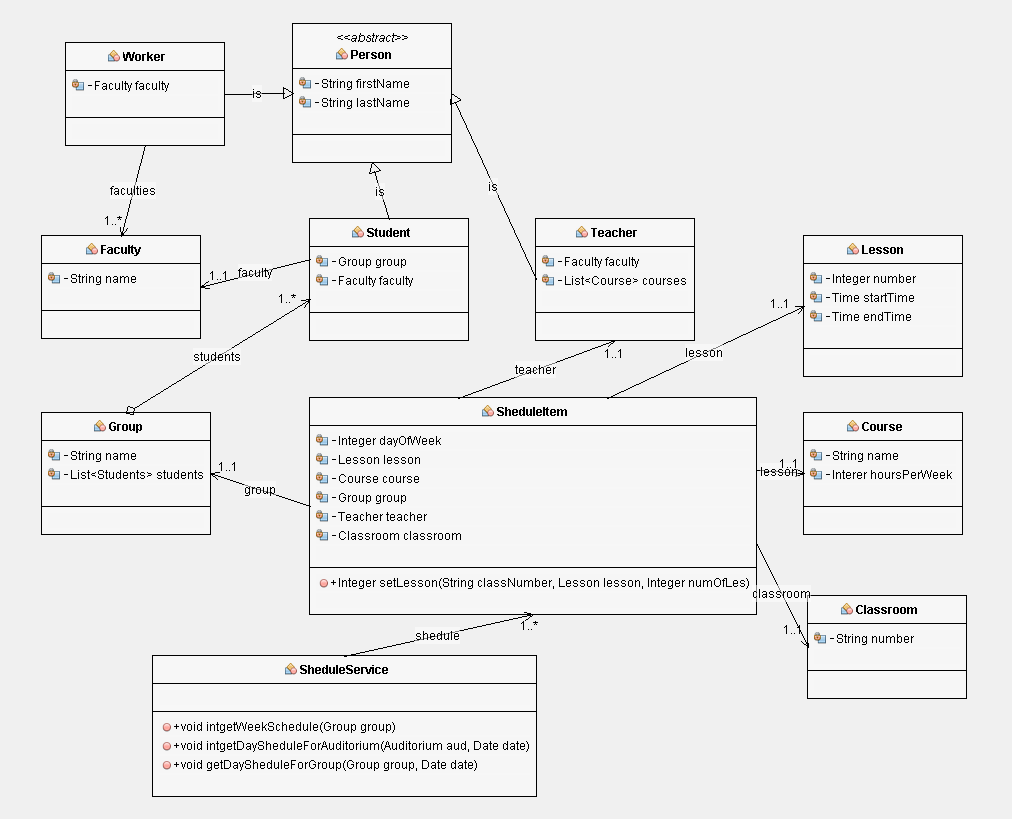 Worker
- Faculty faculty
<<abstract>>
Person
- String firstName
- String lastName
is
is
is
faculties
1..*
Faculty
- String name
1..1
faculty
Student
- Group group
- Faculty faculty
1..*
Teacher
- Faculty faculty
- List<Course> courses
Lesson
- Integer number
- Time startTime
- Time endTime
1..1
students
teacher
1..1
lesson
Group
- String name
- List<Students> students
1..1
group
SheduleItem
- Integer dayOfWeek
- Lesson lesson
- Course course
- Group group
- Teacher teacher
- Classroom classroom
+Integer setLesson(String classNumber, Lesson lesson, Integer numOfLes)
1..1
lesson
Course
- String name
- Interer hoursPerWeek
classroom
1..1
Classroom
- String number
shedule
1..*
SheduleService
+void intgetWeekSchedule(Group group)
+void intgetDaySheduleForAuditorium(Auditorium aud, Date date)
+void getDaySheduleForGroup(Group group, Date date)